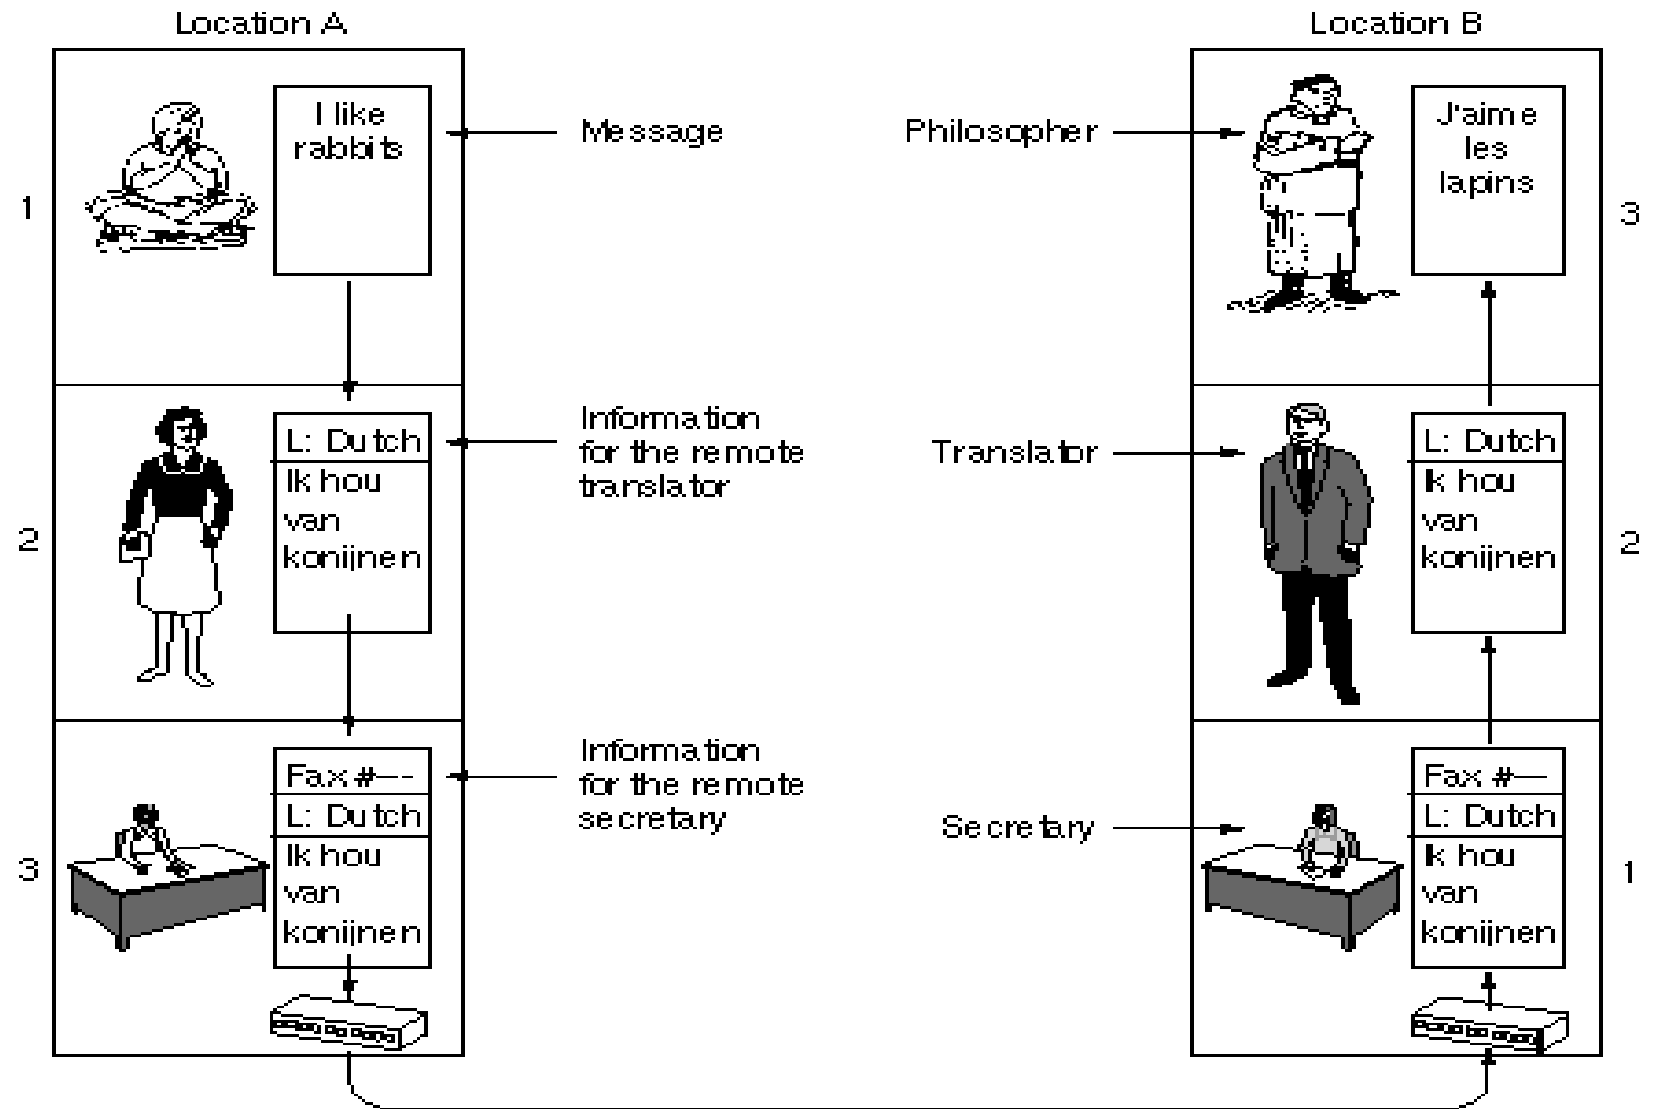 Location A
Location B
I like
rabbits
Message
Philosopher
J'aime
les
lapins
1
3
L: Dutch
Ik hou
van
konijnen
Information
for the remote
translator
Translator
L: Dutch
Ik hou
van
konijnen
2
2
Fax #---
L: Dutch
Ik hou
van
konijnen
Information
for the remote
secretary
Secretary
Fax #---
L: Dutch
Ik hou
van
konijnen
3
1